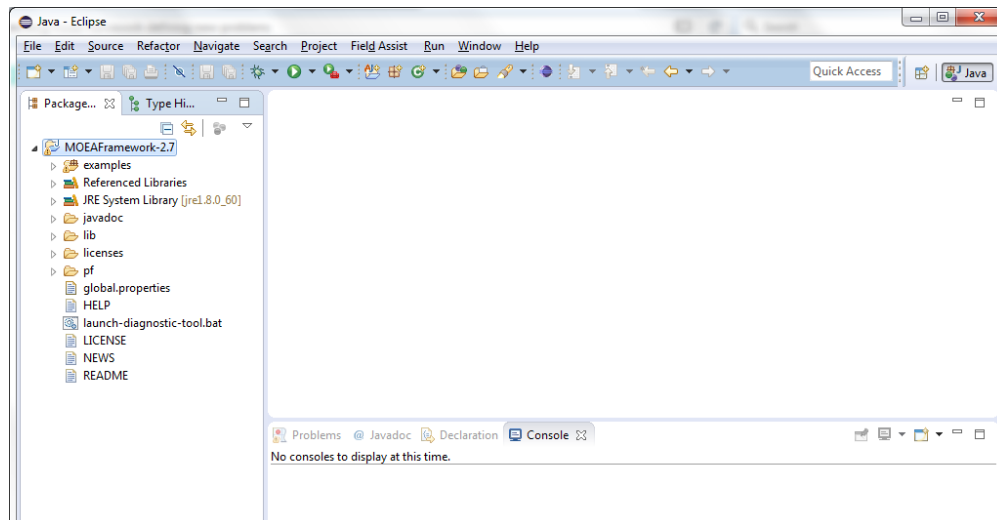 Java - Eclipse
File Edit Source Refactor Navigate Search Project Field Assist Run Window Help
Quick Access Java
Package... Type Hi...
MOEAFramework-2.7
examples
Referenced Libraries
JRE System Library [jre1.8.0_60]
javadoc
lib
licenses
pf
global.properties
HELP
launch-diagnostic-tool.bat
LICENSE
NEWS
README
Problems @ Javadoc Declaration Console
No consoles to display at this time.